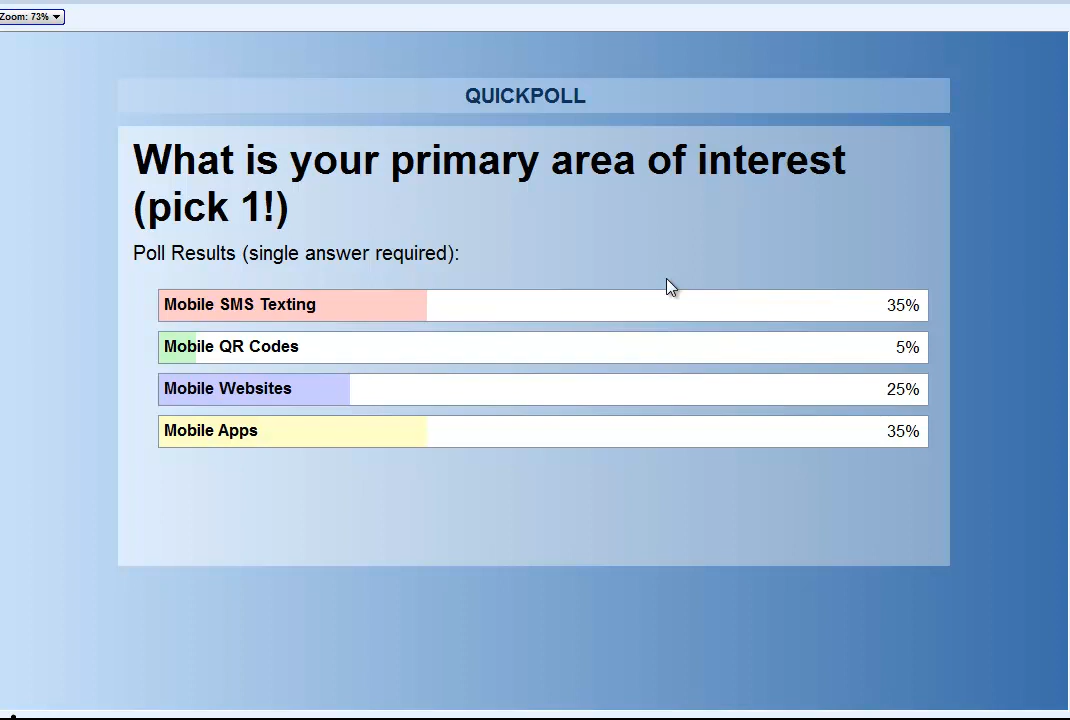 Zoom: 73%
QUICKPOLL
What is your primary area of interest
(pick 1!)
Poll Results (single answer required):
Mobile SMS Texting 35%
Mobile QR Codes 5%
Mobile Websites 25%
Mobile Apps 35%